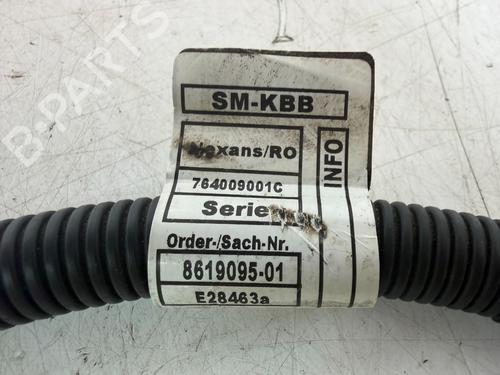 B-PARTS
SM-KBB
Nexans/RO
764009001C
Serie
INFO
Order-/Sach-Nr.
8619095-01
E28463a